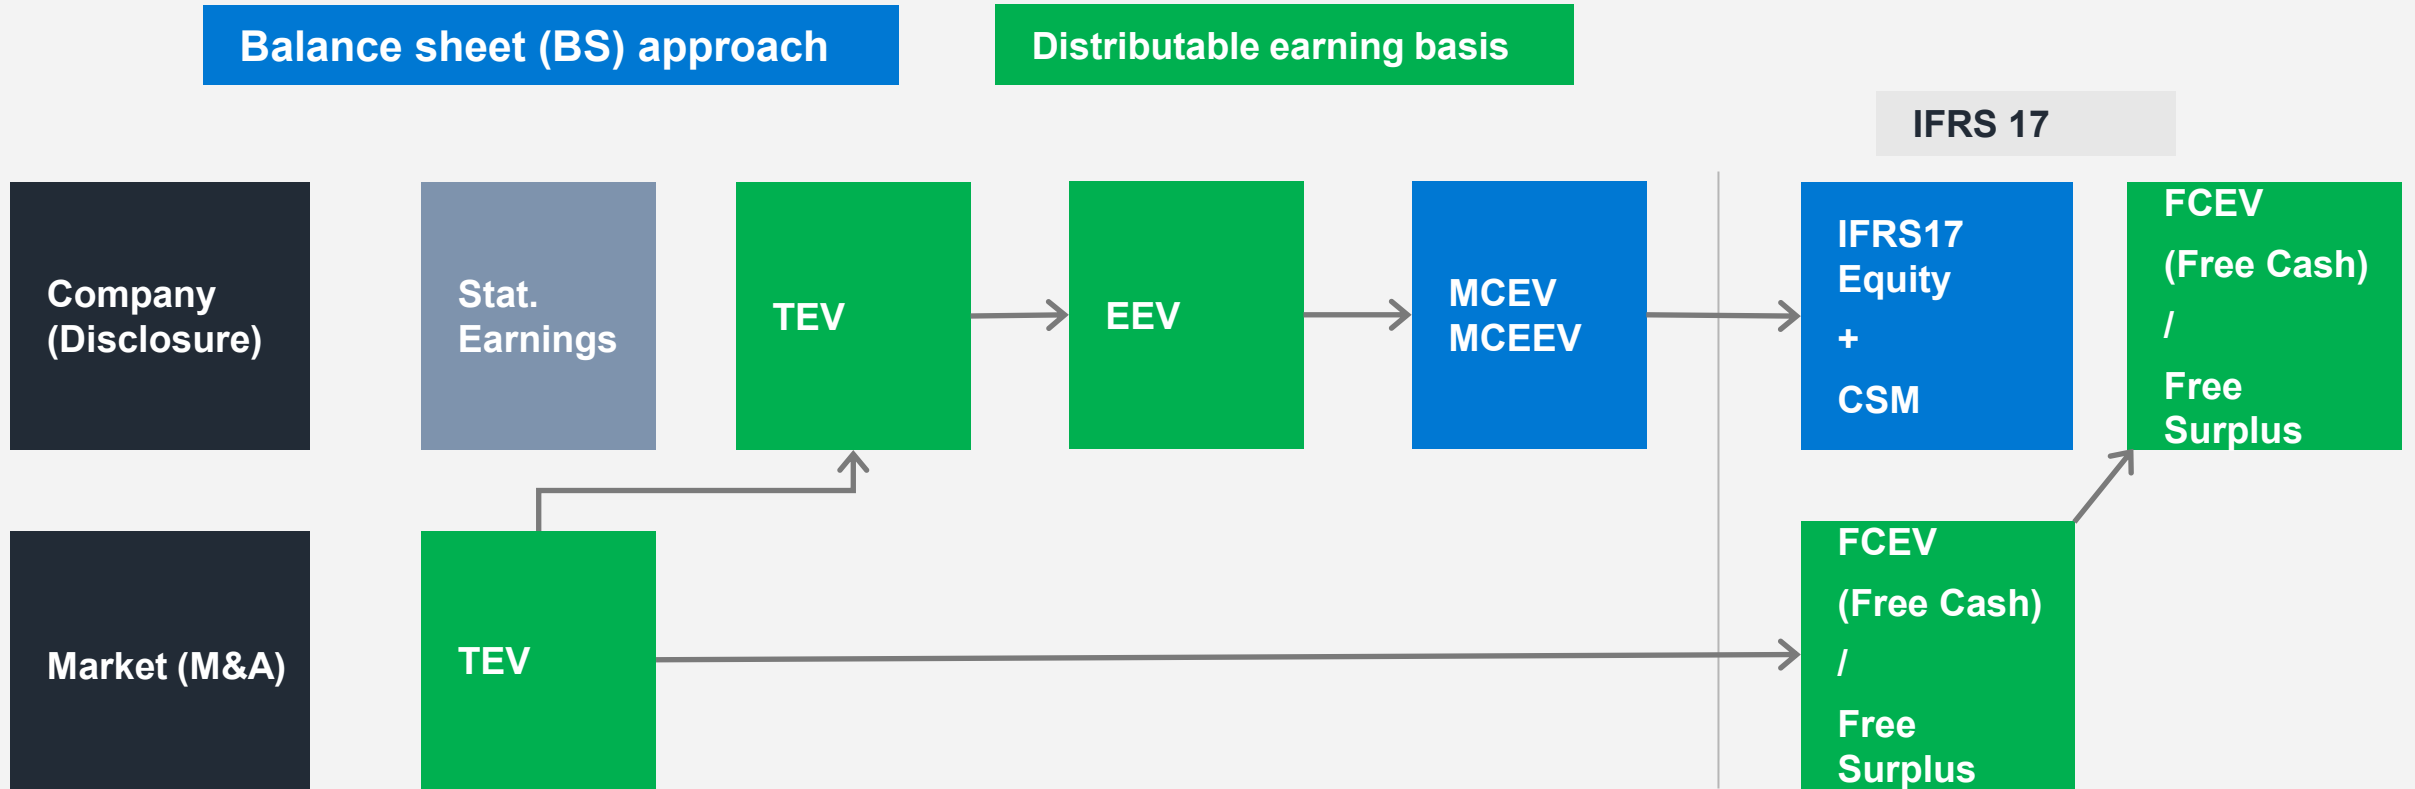 Balance sheet (BS) approach
Distributable earning basis
IFRS 17
Company
(Disclosure)
Stat.
Earnings
TEV
EEV
MCEV
MCEEV
IFRS17
Equity
+
CSM
FCEV
(Free Cash)
/
Free
Surplus
Market (M&A)
TEV
FCEV
(Free Cash)
/
Free
Surplus